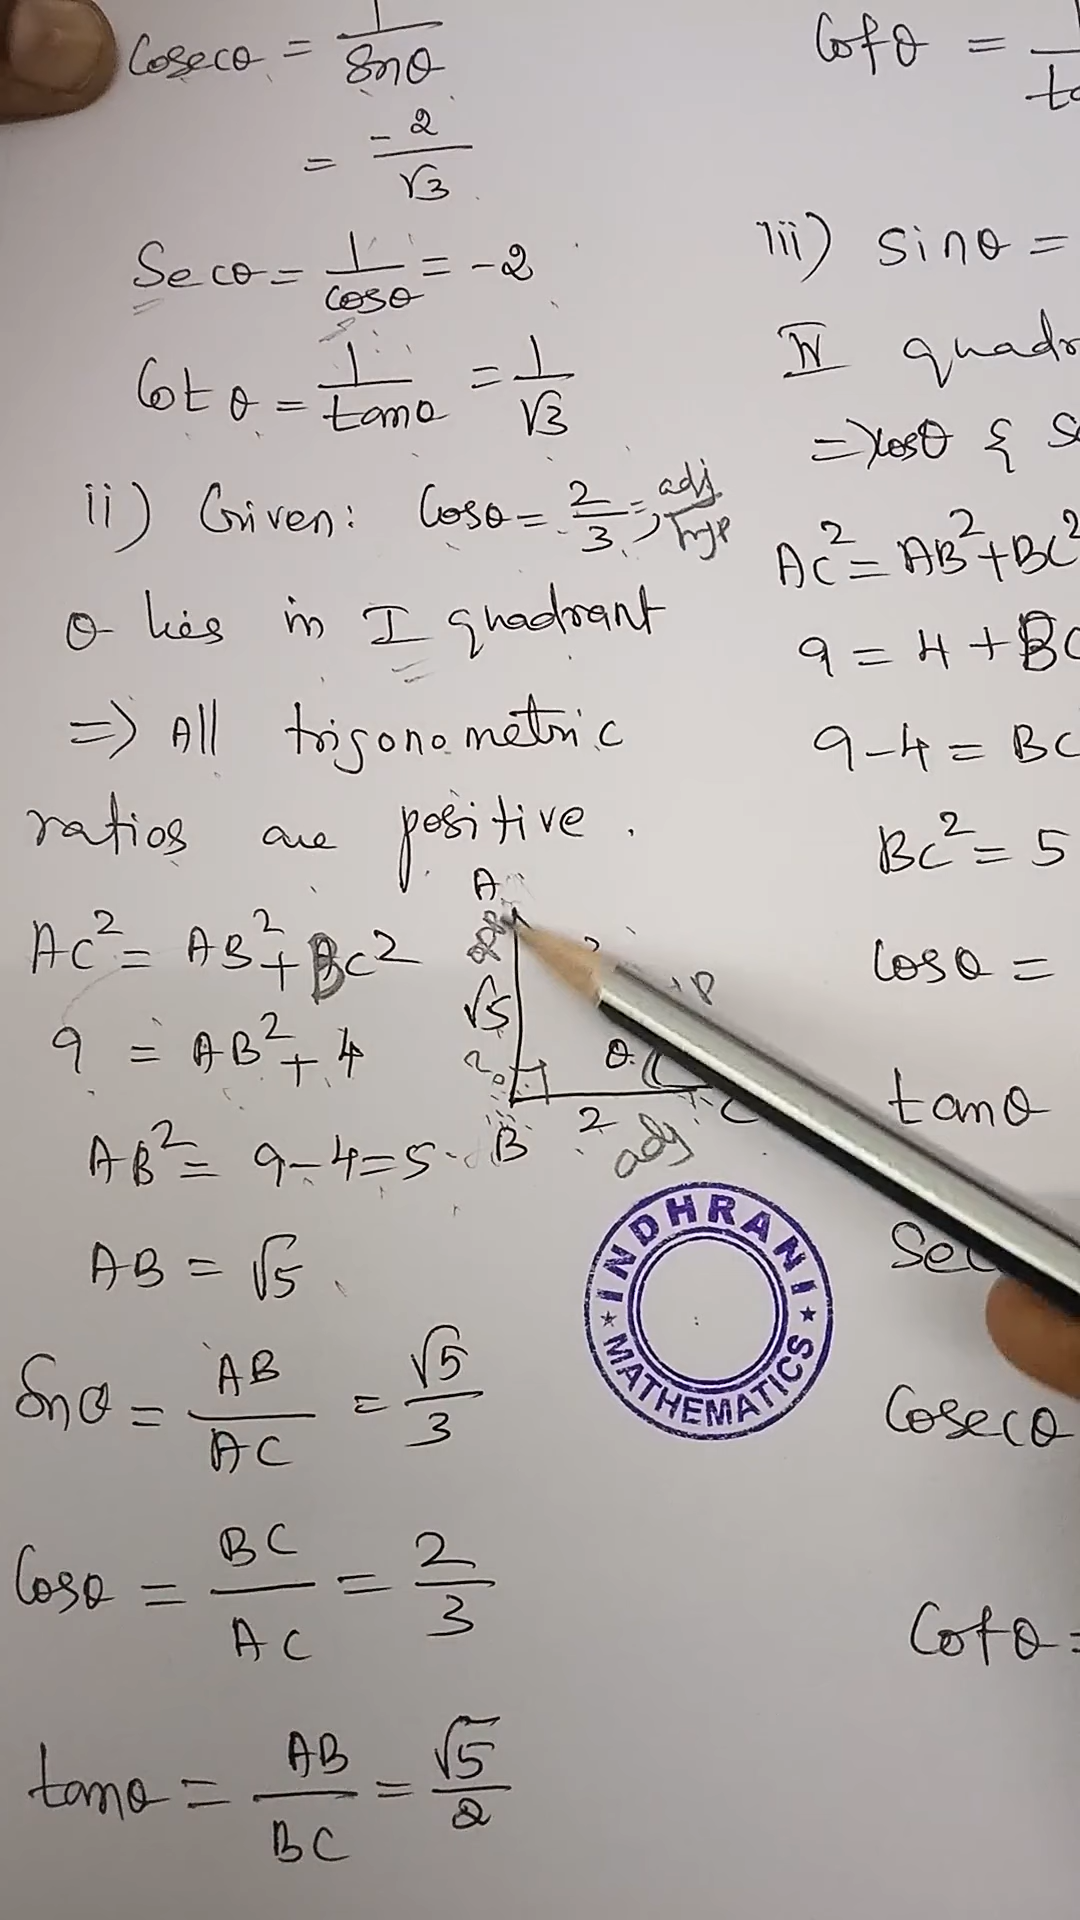 Cosecθ = 1/Sinθ
= -2/√3
Secθ = 1/cosθ = -2
Cot θ = 1/tanθ = 1/√3
ii) Given: Cosθ = 2/3 = adj/hyp
θ lies in I quadrant
=> All trigonometric
ratios are positive.
AC² = AB² + BC²
9 = AB² + 4
AB² = 9-4=5
AB = √5
Sinθ = AB/AC = √5/3
Cosθ = BC/AC = 2/3
tanθ = AB/BC = √5/2
A
√5
θ
B
2
adj
C
INDHRANI
MATHEMATICS
Cotθ = 1/
iii) sinθ =
IV
=> cosθ &
AC² = AB² + BC²
9 = 4 + BC
9-4 = BC
BC² = 5
Cosθ =
tanθ
Cosecθ
Cotθ =